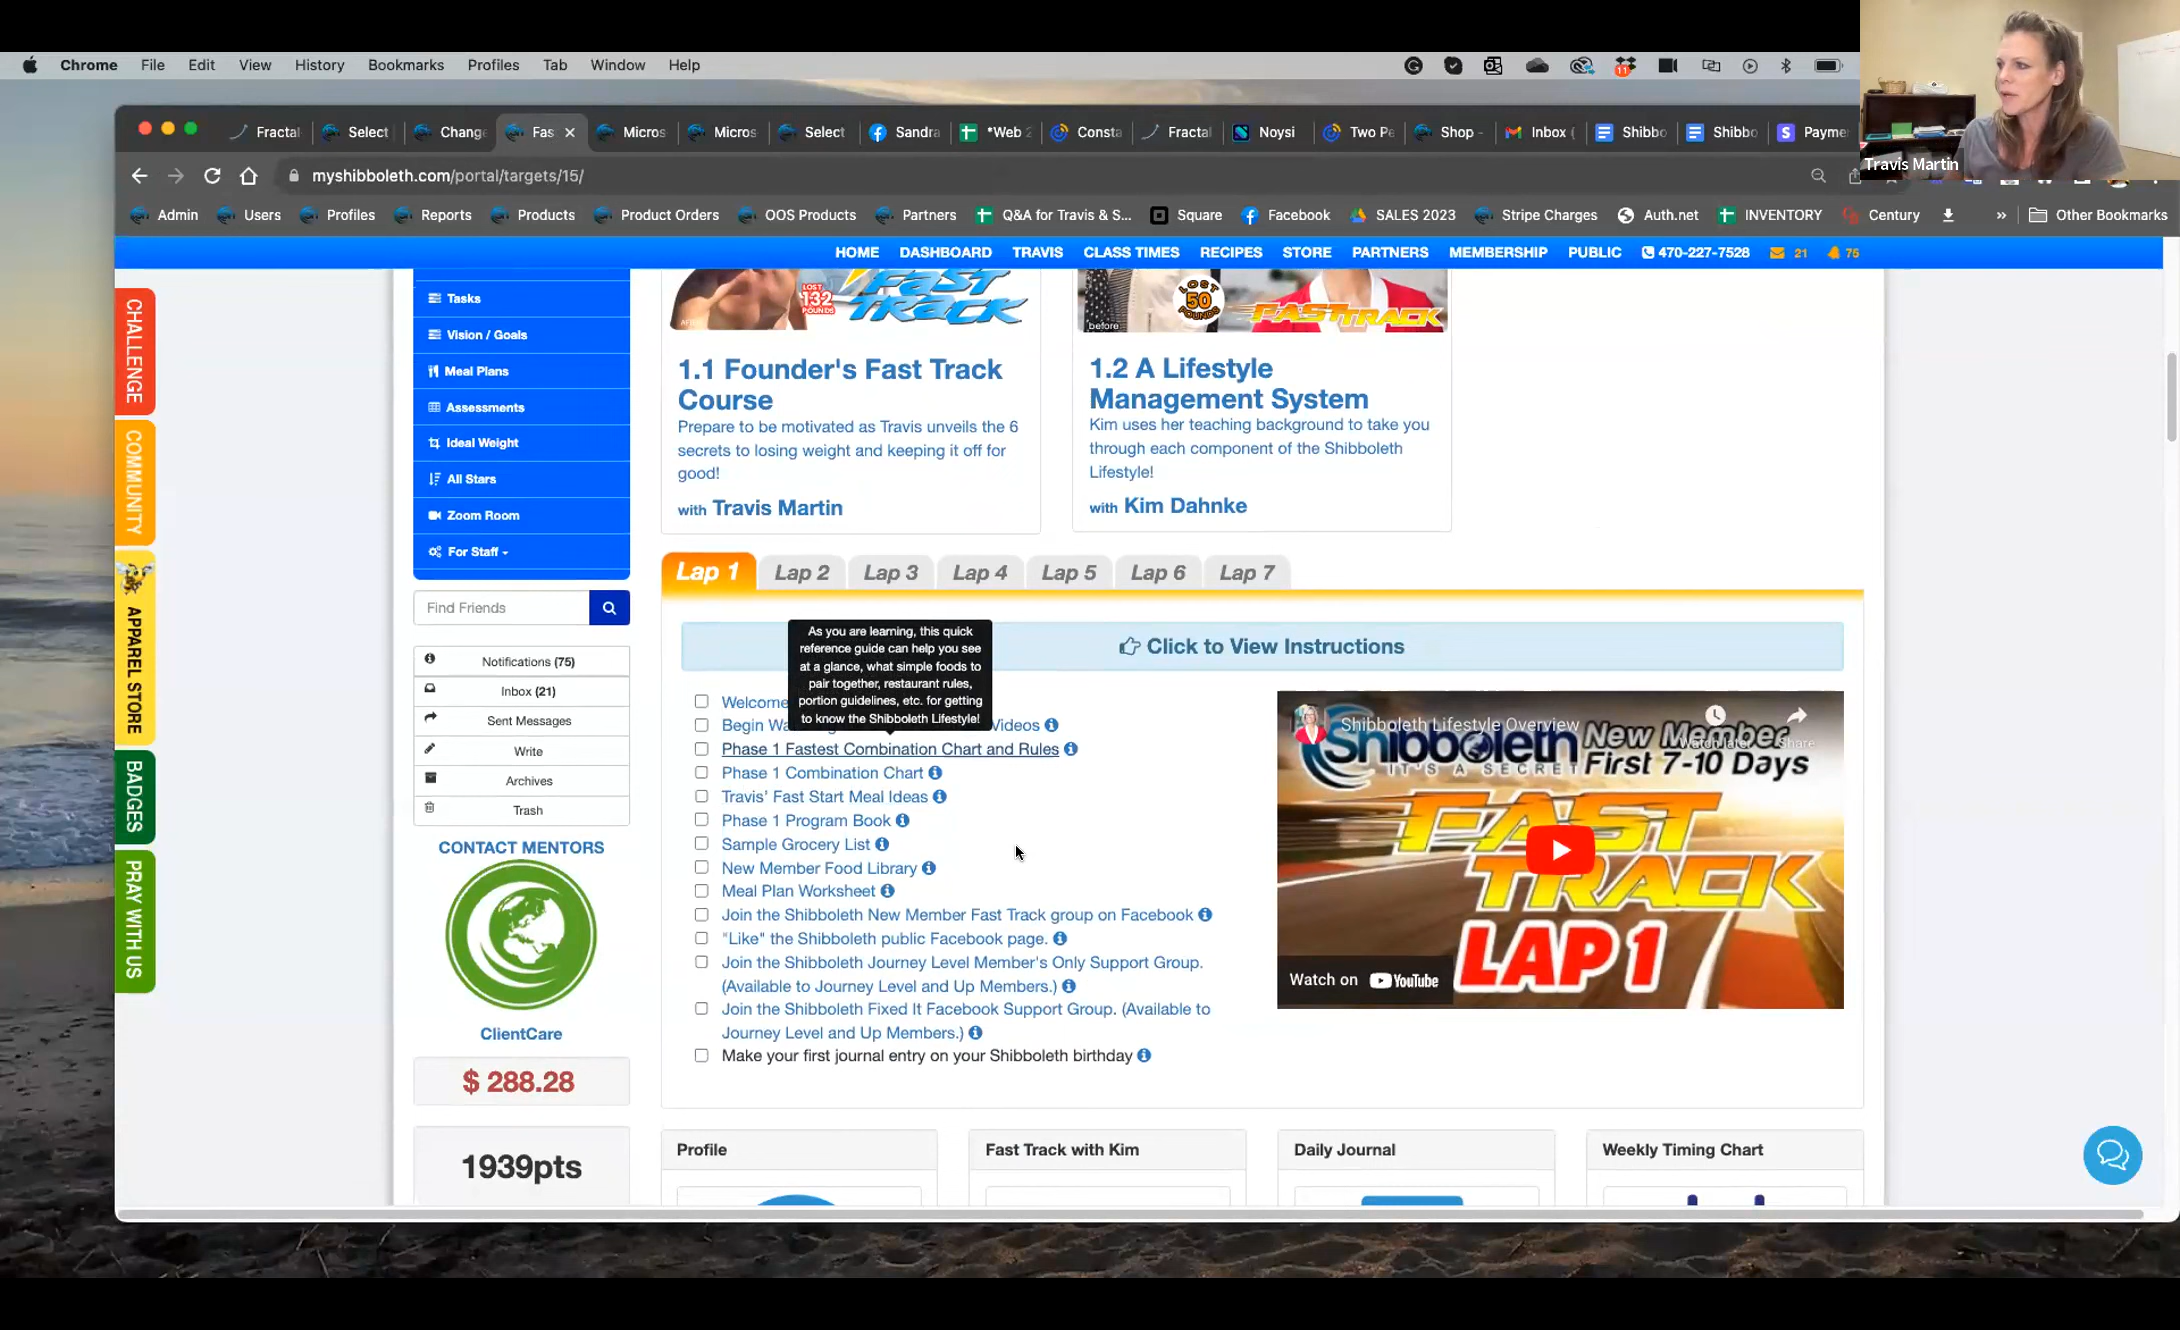 Chrome File Edit View History Bookmarks Profiles Tab Window Help
11
Fractal Select Change Fas Micros Micros Select Sandra *Web 2 Consta Fractal Noysi Two Pe Shop - Inbox ( Shibbo Shibbo Payme
Travis Martin
myshibboleth.com/portal/targets/15/
Admin Users Profiles Reports Products Product Orders OOS Products Partners Q&A for Travis & S... Square Facebook SALES 2023 Stripe Charges Auth.net INVENTORY Century » Other Bookmarks
HOME DASHBOARD TRAVIS CLASS TIMES RECIPES STORE PARTNERS MEMBERSHIP PUBLIC 470-227-7528 21 75
CHALLENGE
COMMUNITY
APPAREL STORE
BADGES
PRAY WITH US
Tasks
Vision / Goals
Meal Plans
Assessments
Ideal Weight
All Stars
Zoom Room
For Staff
Find Friends
Notifications (75)
Inbox (21)
Sent Messages
Write
Archives
Trash
CONTACT MENTORS
ClientCare
$ 288.28
1939pts
AFTER
LOST
132
POUNDS
FAST
TRACK
1.1 Founder's Fast Track
Course
Prepare to be motivated as Travis unveils the 6
secrets to losing weight and keeping it off for
good!
with Travis Martin
before
LOST
50
POUNDS
FAST TRACK
1.2 A Lifestyle
Management System
Kim uses her teaching background to take you
through each component of the Shibboleth
Lifestyle!
with Kim Dahnke
Lap 1 Lap 2 Lap 3 Lap 4 Lap 5 Lap 6 Lap 7
Click to View Instructions
As you are learning, this quick
reference guide can help you see
at a glance, what simple foods to
pair together, restaurant rules,
portion guidelines, etc. for getting
to know the Shibboleth Lifestyle!
Welcome
Begin Wa Videos
Phase 1 Fastest Combination Chart and Rules
Phase 1 Combination Chart
Travis' Fast Start Meal Ideas
Phase 1 Program Book
Sample Grocery List
New Member Food Library
Meal Plan Worksheet
Join the Shibboleth New Member Fast Track group on Facebook
"Like" the Shibboleth public Facebook page.
Join the Shibboleth Journey Level Member's Only Support Group.
(Available to Journey Level and Up Members.)
Join the Shibboleth Fixed It Facebook Support Group. (Available to
Journey Level and Up Members.)
Make your first journal entry on your Shibboleth birthday
Shibboleth Lifestyle Overview
Watch later Share
Shibboleth New Member
IT'S A SECRET First 7-10 Days
FAST
TRACK
LAP 1
Watch on YouTube
Profile
Fast Track with Kim
Daily Journal
Weekly Timing Chart